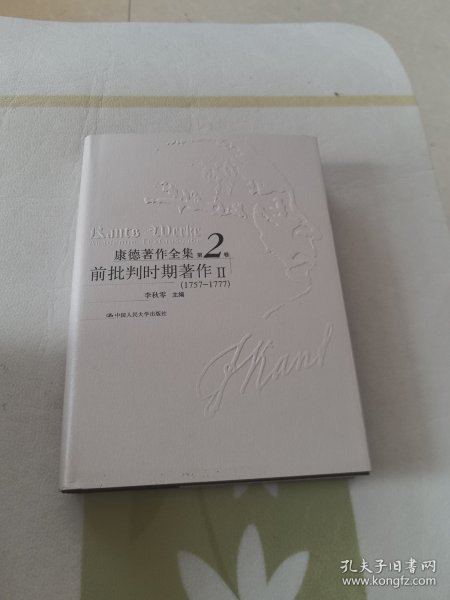 Kants Werke
康德著作全集 第2卷
前批判时期著作 II
(1757-1777)
李秋零 主编
中国人民大学出版社
J Kant
孔夫子旧书网
www.kongfz.com